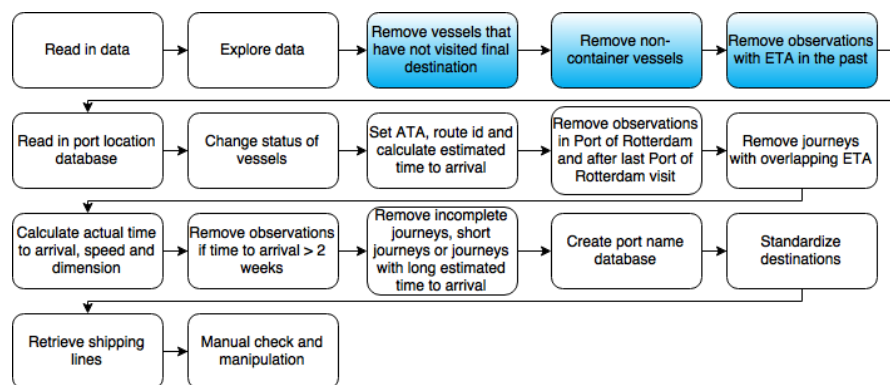 Read in data
Explore data
Remove vessels that
have not visited final
destination
Remove non-
container vessels
Remove observations
with ETA in the past
Read in port location
database
Change status of
vessels
Set ATA, route id and
calculate estimated
time to arrival
Remove observations
in Port of Rotterdam
and after last Port of
Rotterdam visit
Remove journeys
with overlapping ETA
Calculate actual time
to arrival, speed and
dimension
Remove observations
if time to arrival > 2
weeks
Remove incomplete
journeys, short
journeys or journeys
with long estimated
time to arrival
Create port name
database
Standardize
destinations
Retrieve shipping
lines
Manual check and
manipulation